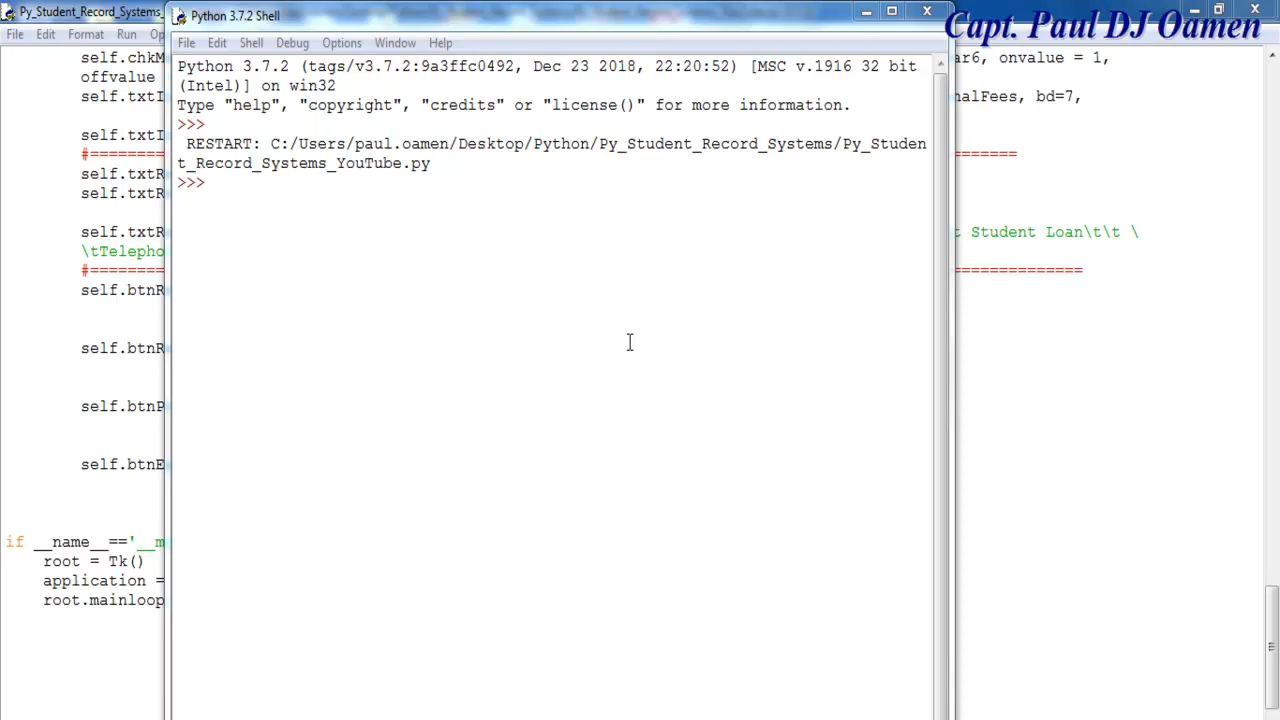 Py_Student_Record_Systems_
Python 3.7.2 Shell
Capt. Paul DJ Oamen
File Edit Format Run Op
File Edit Shell Debug Options Window Help
self.chkM
ar6, onvalue = 1,
offvalue
self.txtI
nalFees, bd=7,
self.txtI
#=========
=======
self.txtR
self.txtR
self.txtR
t Student Loan\t\t \
\tTelepho
#=========
==============
self.btnR
self.btnR
self.btnP
self.btnE
if __name__=='__m
root = Tk()
application =
root.mainloop
Python 3.7.2 (tags/v3.7.2:9a3ffc0492, Dec 23 2018, 22:20:52) [MSC v.1916 32 bit
(Intel)] on win32
Type "help", "copyright", "credits" or "license()" for more information.
>>>
RESTART: C:/Users/paul.oamen/Desktop/Python/Py_Student_Record_Systems/Py_Studen
t_Record_Systems_YouTube.py
>>>